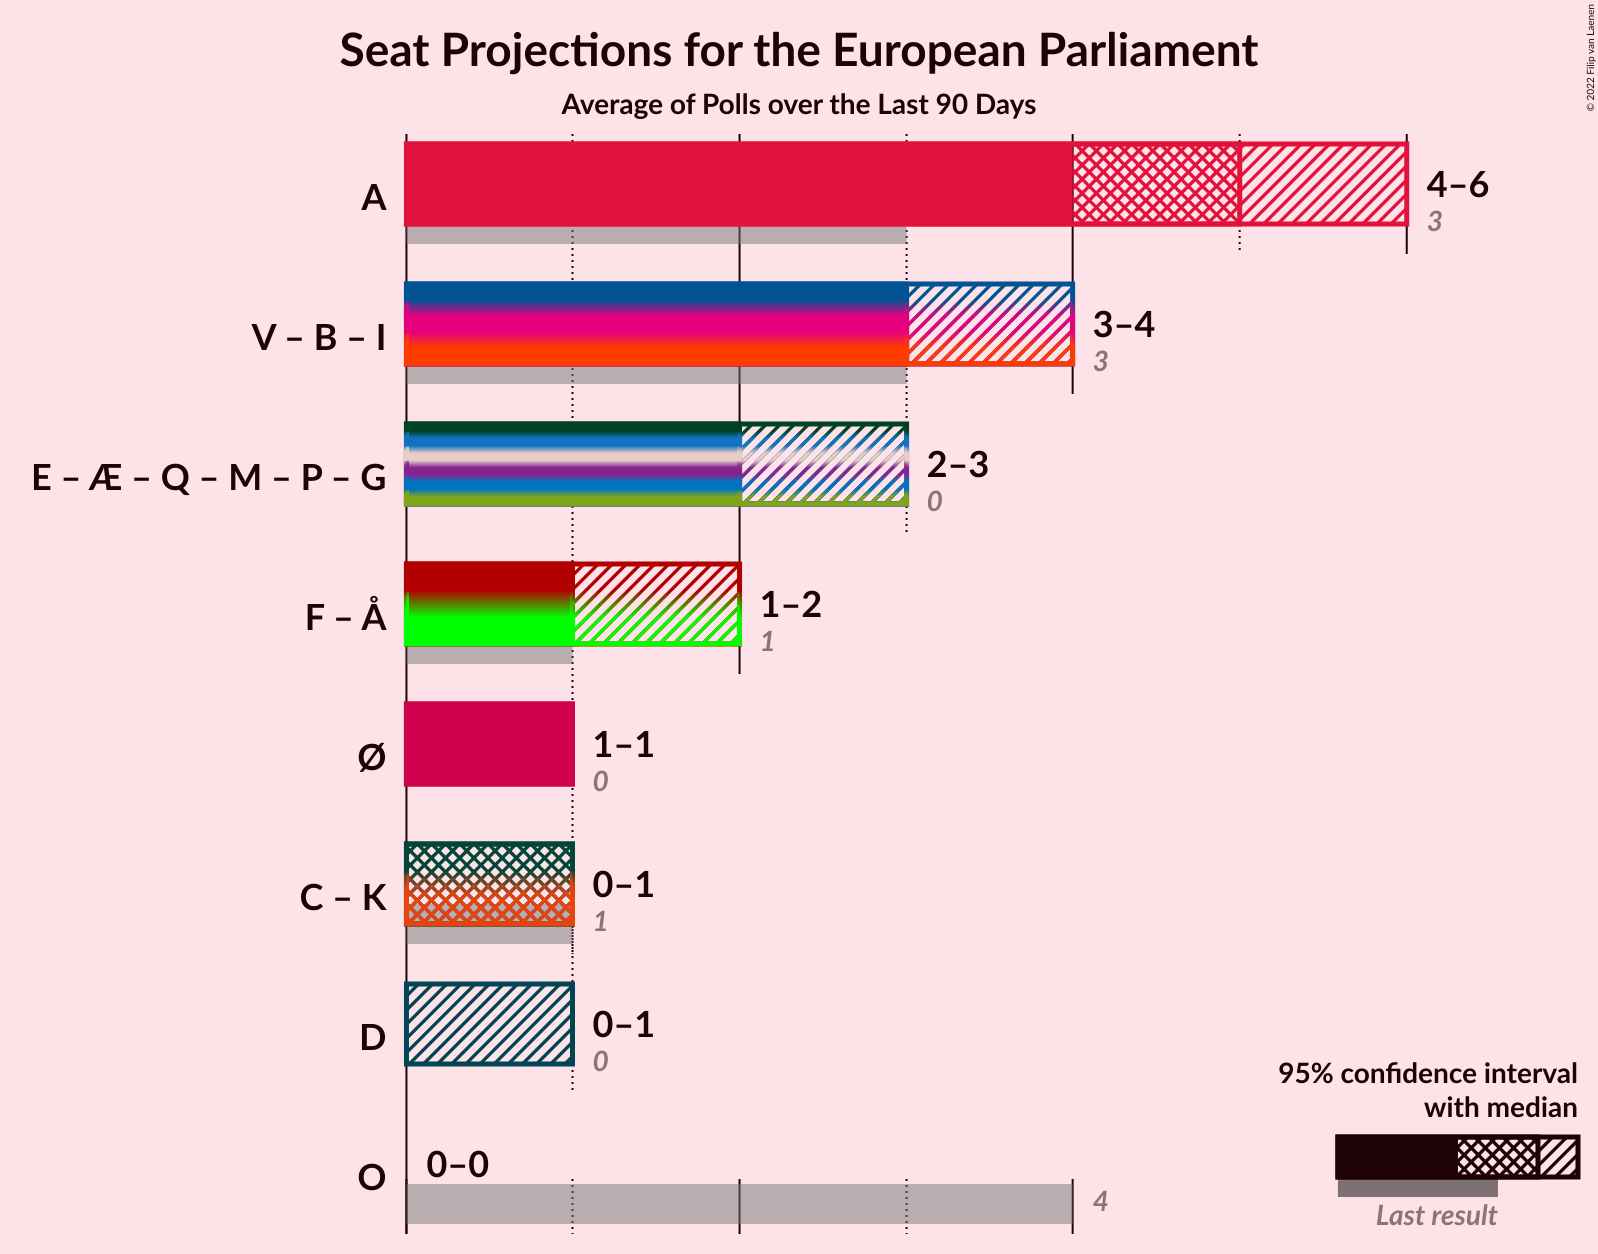 Seat Projections for the European Parliament
Average of Polls over the Last 90 Days
© 2022 Filip van Laenen
A
4–6
3
V – B – I
3–4
3
E – Æ – Q – M – P – G
2–3
0
F – Å
1–2
1
Ø
1–1
0
C – K
0–1
1
D
0–1
0
O
0–0
4
95% confidence interval
with median
Last result